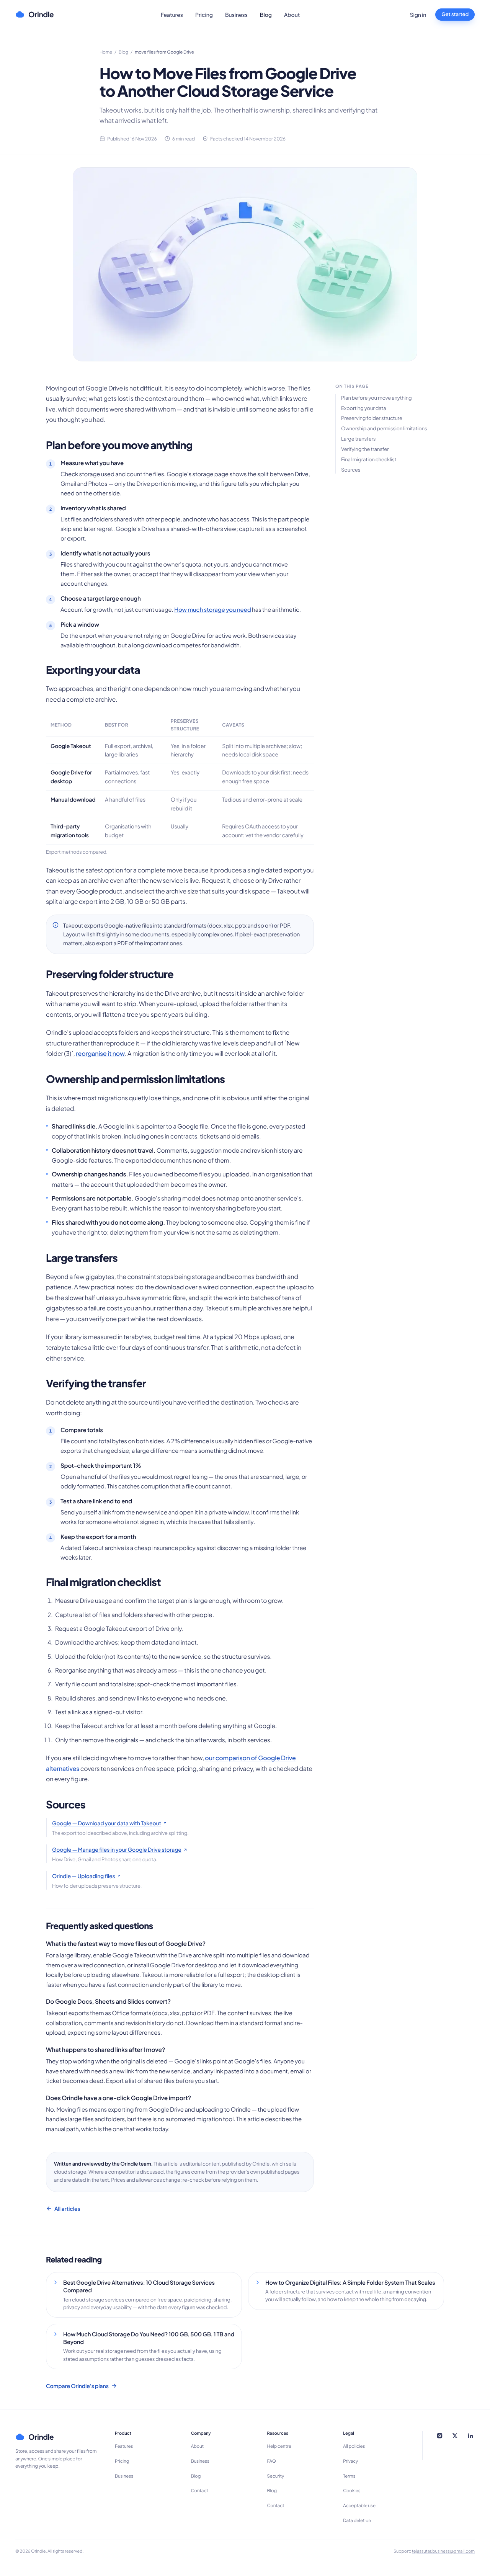 Orindle
Features
Pricing
Business
Blog
About
Sign in
Get started
Home / Blog / move files from Google Drive
How to Move Files from Google Drive
to Another Cloud Storage Service
Takeout works, but it is only half the job. The other half is ownership, shared links and verifying that
what arrived is what left.
Published 16 Nov 2026
6 min read
Facts checked 14 November 2026
Moving out of Google Drive is not difficult. It is easy to do incompletely, which is worse. The files
usually survive; what gets lost is the context around them — who owned what, which links were
live, which documents were shared with whom — and that is invisible until someone asks for a file
you thought you had.
ON THIS PAGE
Plan before you move anything
Exporting your data
Preserving folder structure
Ownership and permission limitations
Large transfers
Verifying the transfer
Final migration checklist
Sources
Plan before you move anything
1
Measure what you have
Check storage used and count the files. Google's storage page shows the split between Drive,
Gmail and Photos — only the Drive portion is moving, and this figure tells you which plan you
need on the other side.
2
Inventory what is shared
List files and folders shared with other people, and note who has access. This is the part people
skip and later regret. Google's Drive has a shared-with-others view; capture it as a screenshot
or export.
3
Identify what is not actually yours
Files shared with you count against the owner's quota, not yours, and you cannot move
them. Either ask the owner, or accept that they will disappear from your view when your
account changes.
4
Choose a target large enough
Account for growth, not just current usage. How much storage you need has the arithmetic.
5
Pick a window
Do the export when you are not relying on Google Drive for active work. Both services stay
available throughout, but a long download competes for bandwidth.
Exporting your data
Two approaches, and the right one depends on how much you are moving and whether you
need a complete archive.
METHOD
BEST FOR
PRESERVES
STRUCTURE
CAVEATS
Google Takeout
Full export, archival,
large libraries
Yes, in a folder
hierarchy
Split into multiple archives; slow;
needs local disk space
Google Drive for
desktop
Partial moves, fast
connections
Yes, exactly
Downloads to your disk first; needs
enough free space
Manual download
A handful of files
Only if you
rebuild it
Tedious and error-prone at scale
Third-party
migration tools
Organisations with
budget
Usually
Requires OAuth access to your
account; vet the vendor carefully
Export methods compared.
Takeout is the safest option for a complete move because it produces a single dated export you
can keep as an archive even after the new service is live. Request it, choose only Drive rather
than every Google product, and select the archive size that suits your disk space — Takeout will
split a large export into 2 GB, 10 GB or 50 GB parts.
Takeout exports Google-native files into standard formats (docx, xlsx, pptx and so on) or PDF.
Layout will shift slightly in some documents, especially complex ones. If pixel-exact preservation
matters, also export a PDF of the important ones.
Preserving folder structure
Takeout preserves the hierarchy inside the Drive archive, but it nests it inside an archive folder
with a name you will want to strip. When you re-upload, upload the folder rather than its
contents, or you will flatten a tree you spent years building.
Orindle's upload accepts folders and keeps their structure. This is the moment to fix the
structure rather than reproduce it — if the old hierarchy was five levels deep and full of `New
folder (3)`, reorganise it now. A migration is the only time you will ever look at all of it.
Ownership and permission limitations
This is where most migrations quietly lose things, and none of it is obvious until after the original
is deleted.
Shared links die. A Google link is a pointer to a Google file. Once the file is gone, every pasted
copy of that link is broken, including ones in contracts, tickets and old emails.
Collaboration history does not travel. Comments, suggestion mode and revision history are
Google-side features. The exported document has none of them.
Ownership changes hands. Files you owned become files you uploaded. In an organisation that
matters — the account that uploaded them becomes the owner.
Permissions are not portable. Google's sharing model does not map onto another service's.
Every grant has to be rebuilt, which is the reason to inventory sharing before you start.
Files shared with you do not come along. They belong to someone else. Copying them is fine if
you have the right to; deleting them from your view is not the same as deleting them.
Large transfers
Beyond a few gigabytes, the constraint stops being storage and becomes bandwidth and
patience. A few practical notes: do the download over a wired connection, expect the upload to
be the slower half unless you have symmetric fibre, and split the work into batches of tens of
gigabytes so a failure costs you an hour rather than a day. Takeout's multiple archives are helpful
here — you can verify one part while the next downloads.
If your library is measured in terabytes, budget real time. At a typical 20 Mbps upload, one
terabyte takes a little over four days of continuous transfer. That is arithmetic, not a defect in
either service.
Verifying the transfer
Do not delete anything at the source until you have verified the destination. Two checks are
worth doing:
1
Compare totals
File count and total bytes on both sides. A 2% difference is usually hidden files or Google-native
exports that changed size; a large difference means something did not move.
2
Spot-check the important 1%
Open a handful of the files you would most regret losing — the ones that are scanned, large, or
oddly formatted. This catches corruption that a file count cannot.
3
Test a share link end to end
Send yourself a link from the new service and open it in a private window. It confirms the link
works for someone who is not signed in, which is the case that fails silently.
4
Keep the export for a month
A dated Takeout archive is a cheap insurance policy against discovering a missing folder three
weeks later.
Final migration checklist
1. Measure Drive usage and confirm the target plan is large enough, with room to grow.
2. Capture a list of files and folders shared with other people.
3. Request a Google Takeout export of Drive only.
4. Download the archives; keep them dated and intact.
5. Upload the folder (not its contents) to the new service, so the structure survives.
6. Reorganise anything that was already a mess — this is the one chance you get.
7. Verify file count and total size; spot-check the most important files.
8. Rebuild shares, and send new links to everyone who needs one.
9. Test a link as a signed-out visitor.
10. Keep the Takeout archive for at least a month before deleting anything at Google.
11. Only then remove the originals — and check the bin afterwards, in both services.
If you are still deciding where to move to rather than how, our comparison of Google Drive
alternatives covers ten services on free space, pricing, sharing and privacy, with a checked date
on every figure.
Sources
Google — Download your data with Takeout
The export tool described above, including archive splitting.
Google — Manage files in your Google Drive storage
How Drive, Gmail and Photos share one quota.
Orindle — Uploading files
How folder uploads preserve structure.
Frequently asked questions
What is the fastest way to move files out of Google Drive?
For a large library, enable Google Takeout with the Drive archive split into multiple files and download
them over a wired connection, or install Google Drive for desktop and let it download everything
locally before uploading elsewhere. Takeout is more reliable for a full export; the desktop client is
faster when you have a fast connection and only part of the library to move.
Do Google Docs, Sheets and Slides convert?
Takeout exports them as Office formats (docx, xlsx, pptx) or PDF. The content survives; the live
collaboration, comments and revision history do not. Download them in a standard format and re-
upload, expecting some layout differences.
What happens to shared links after I move?
They stop working when the original is deleted — Google's links point at Google's files. Anyone you
have shared with needs a new link from the new service, and any link pasted into a document, email or
ticket becomes dead. Export a list of shared files before you start.
Does Orindle have a one-click Google Drive import?
No. Moving files means exporting from Google Drive and uploading to Orindle — the upload flow
handles large files and folders, but there is no automated migration tool. This article describes the
manual path, which is the one that works today.
Written and reviewed by the Orindle team. This article is editorial content published by Orindle, which sells
cloud storage. Where a competitor is discussed, the figures come from the provider's own published pages
and are dated in the text. Prices and allowances change; re-check before relying on them.
All articles
Related reading
Best Google Drive Alternatives: 10 Cloud Storage Services
Compared
Ten cloud storage services compared on free space, paid pricing, sharing,
privacy and everyday usability — with the date every figure was checked.
How to Organize Digital Files: A Simple Folder System That Scales
A folder structure that survives contact with real life: a naming convention
you will actually follow, and how to keep the whole thing from decaying.
How Much Cloud Storage Do You Need? 100 GB, 500 GB, 1 TB and
Beyond
Work out your real storage need from the files you actually have, using
stated assumptions rather than guesses dressed as facts.
Compare Orindle's plans
Orindle
Store, access and share your files from
anywhere. One simple place for
everything you keep.
Product
Features
Pricing
Business
Company
About
Business
Blog
Contact
Resources
Help centre
FAQ
Security
Blog
Contact
Legal
All policies
Privacy
Terms
Cookies
Acceptable use
Data deletion
© 2026 Orindle. All rights reserved.